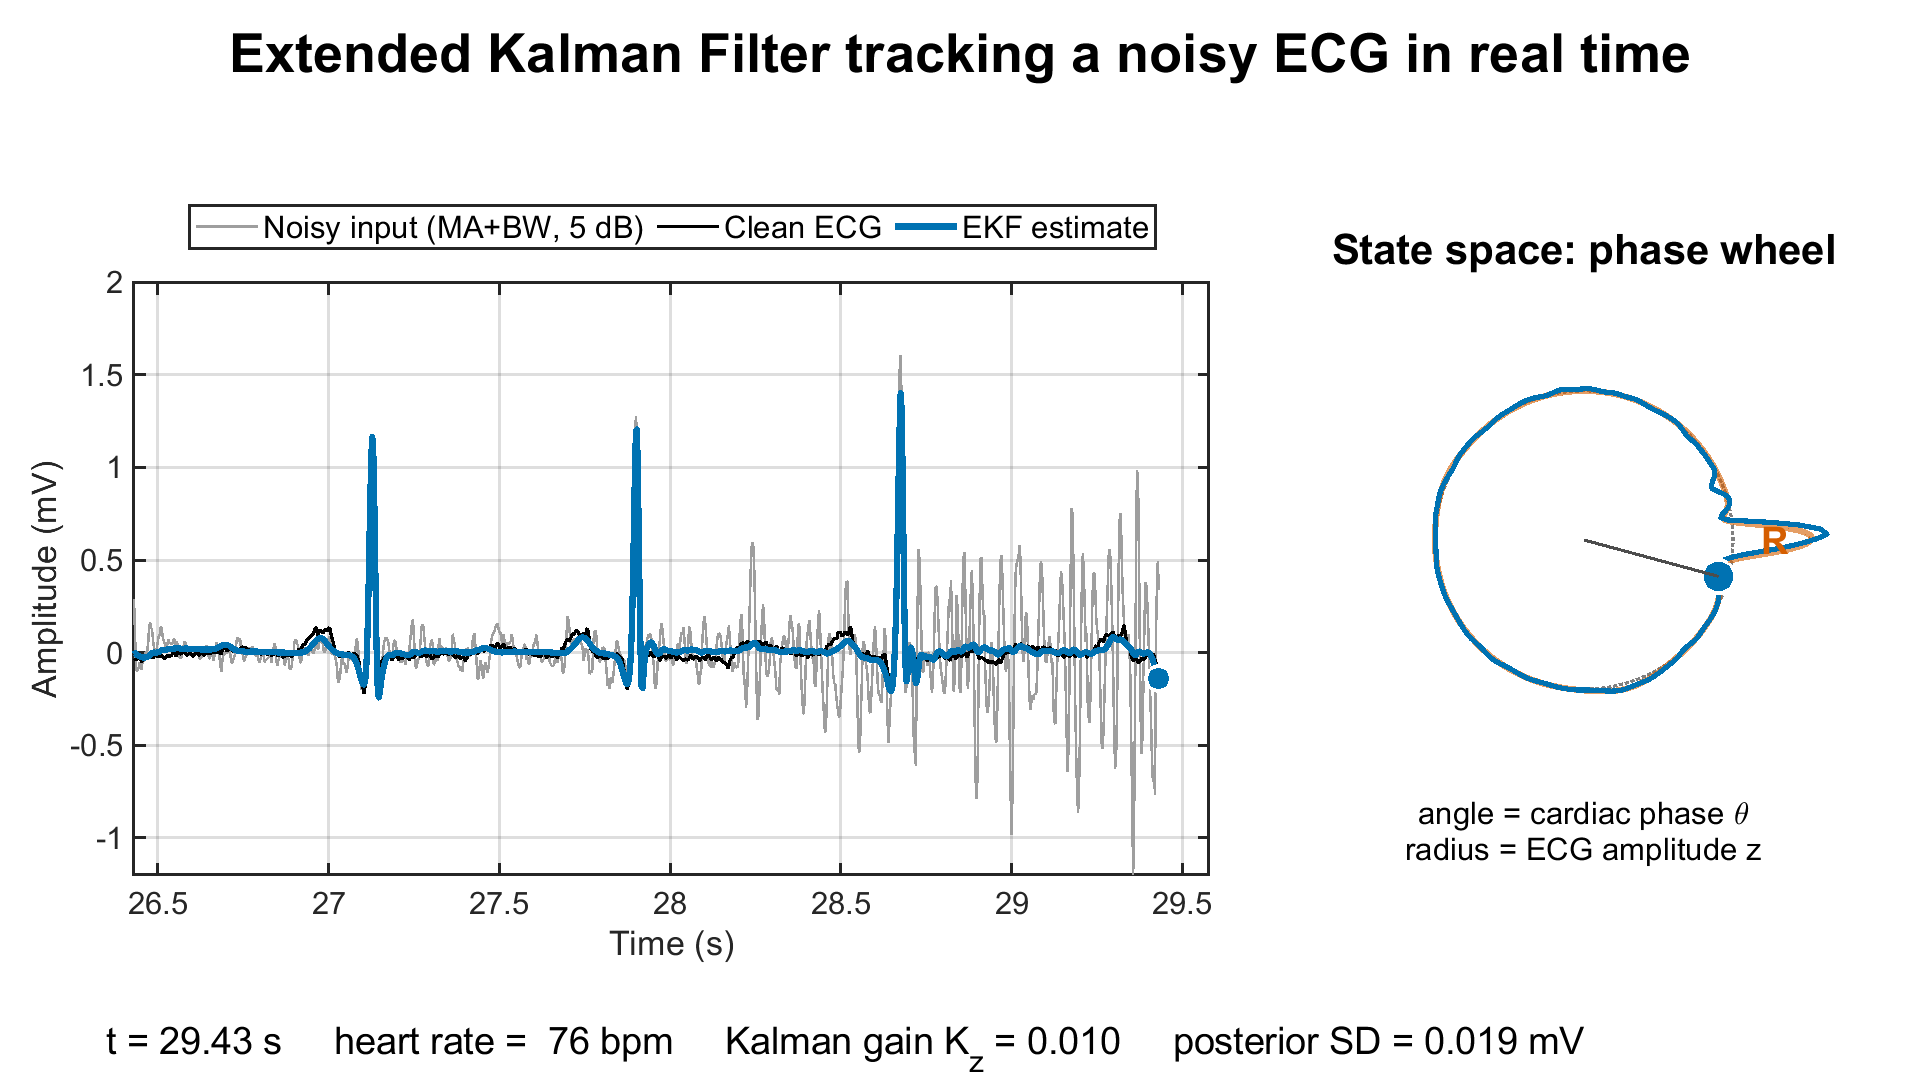 Extended Kalman Filter tracking a noisy ECG in real time
Noisy input (MA+BW, 5 dB) Clean ECG EKF estimate
State space: phase wheel
2
1.5
1
0.5
0
-0.5
-1
Amplitude (mV)
26.5 27 27.5 28 28.5 29 29.5
Time (s)
R
angle = cardiac phase θ
radius = ECG amplitude z
t = 29.43 s heart rate = 76 bpm Kalman gain K_z = 0.010 posterior SD = 0.019 mV